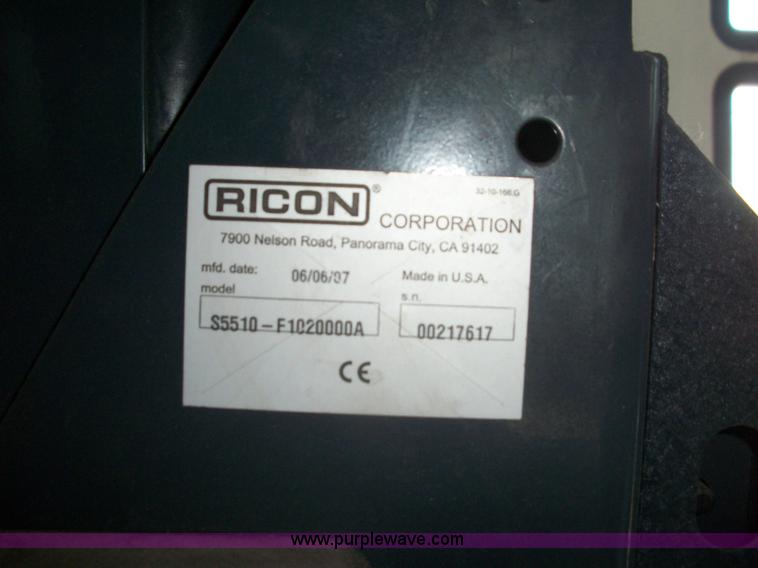 RICON®
32-10-166.G
CORPORATION
7900 Nelson Road, Panorama City, CA 91402
mfd. date: 06/06/07 Made in U.S.A.
model s.n.
S5510-F1020000A 00217617
CE
www.purplewave.com